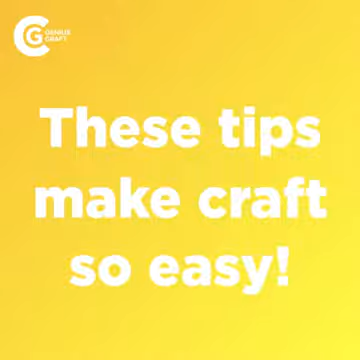 GENIUS
CRAFT
These tips
make craft
so easy!